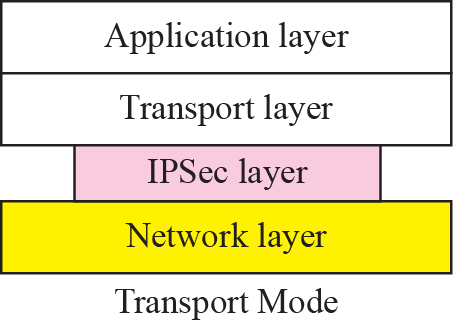 Application layer
Transport layer
IPSec layer
Network layer
Transport Mode